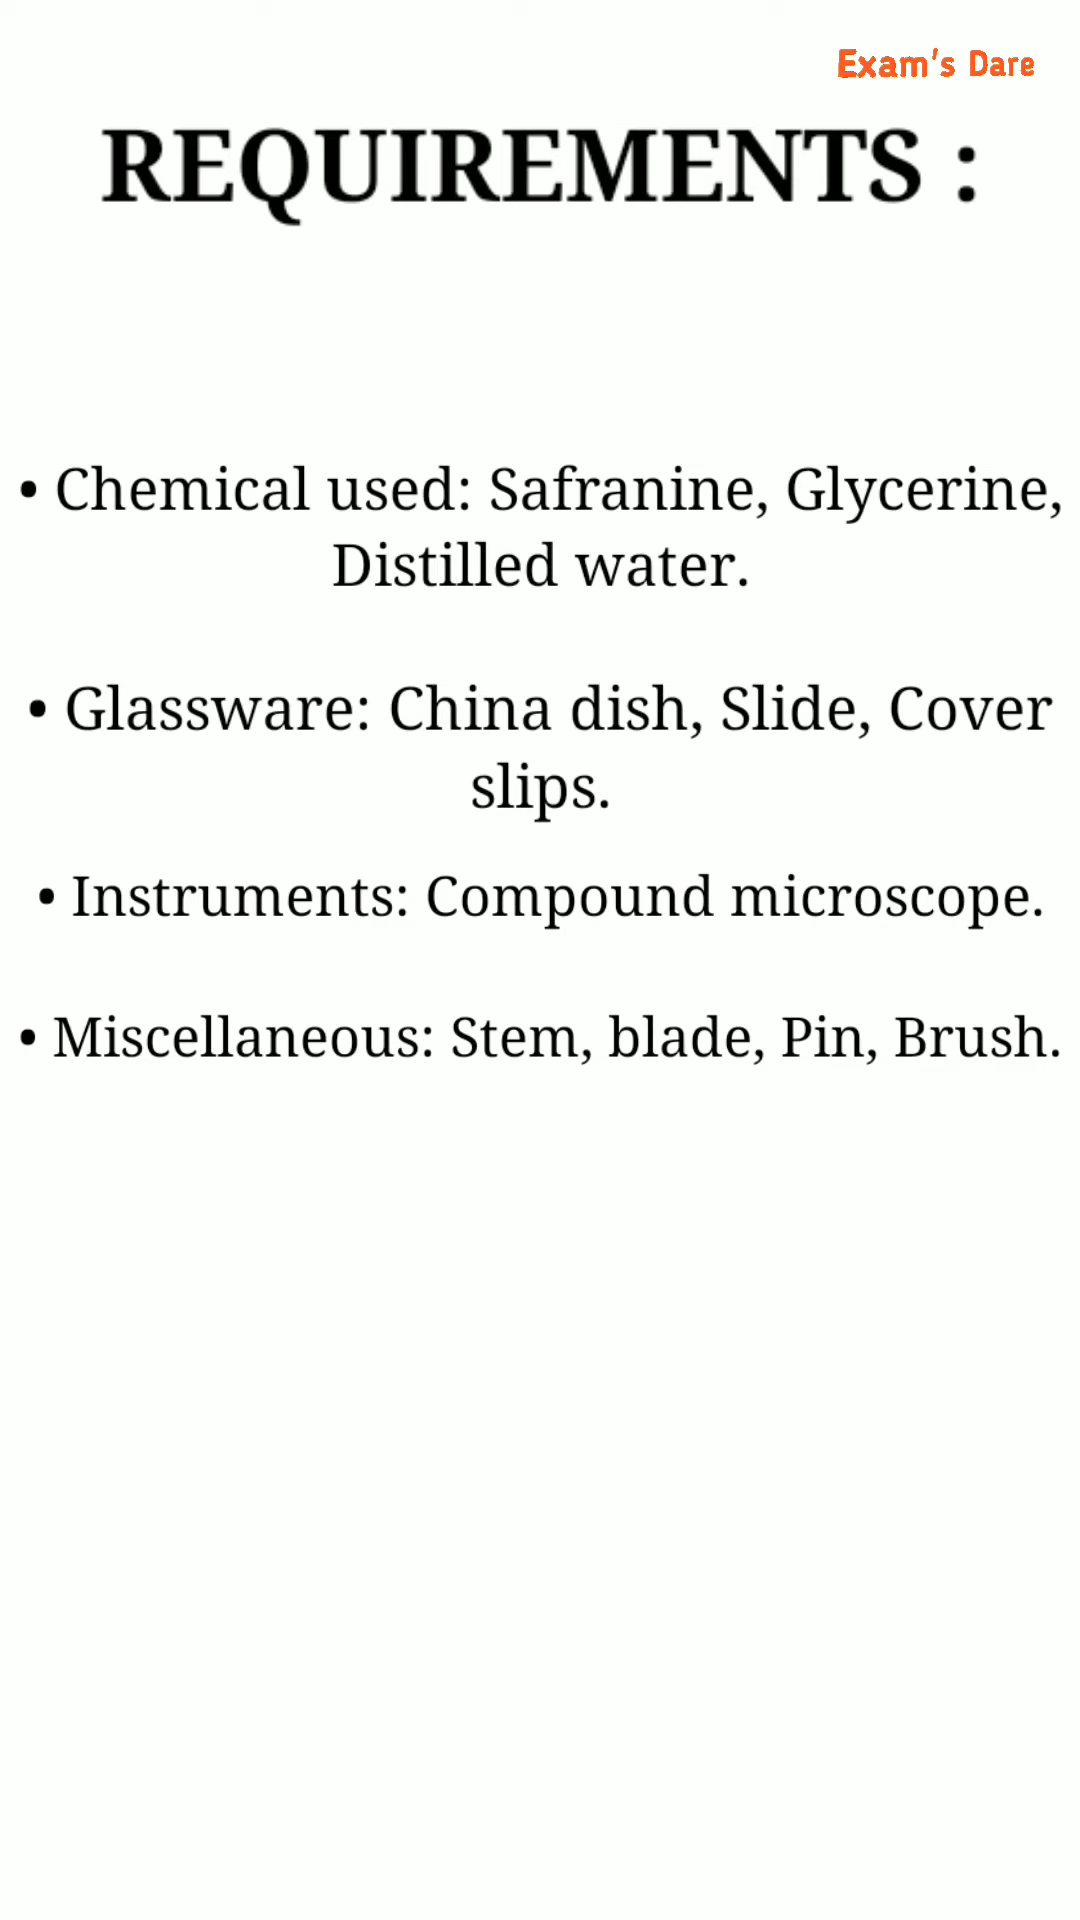 Exam's Dare
REQUIREMENTS :
• Chemical used: Safranine, Glycerine,
Distilled water.
• Glassware: China dish, Slide, Cover
slips.
• Instruments: Compound microscope.
• Miscellaneous: Stem, blade, Pin, Brush.